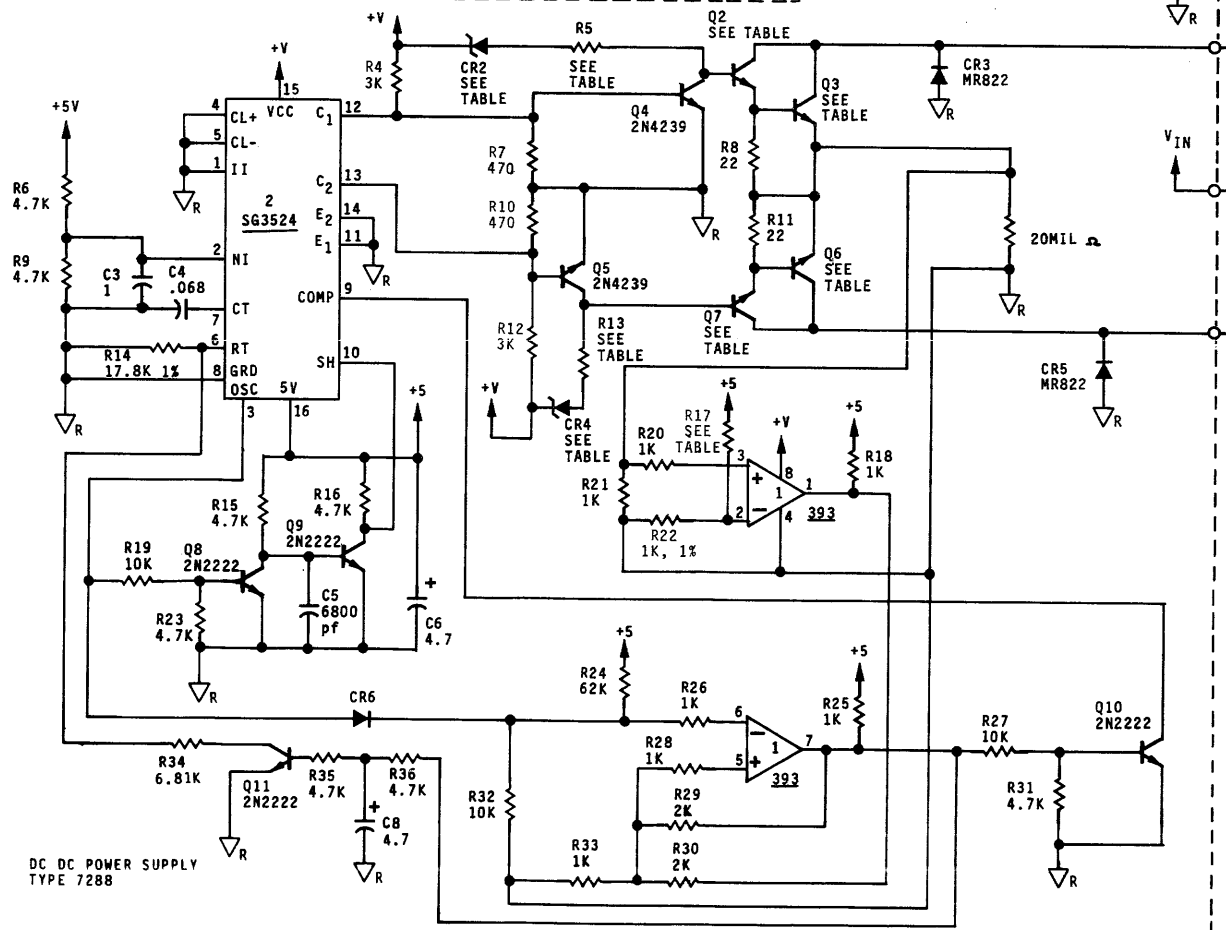 R
+V
Q2
SEE TABLE
R5
SEE
TABLE
CR2
SEE
TABLE
R4
3K
+V
15
VCC
+5V
4
CL+
5
CL-
1
II
R
C1
12
C2
13
E2
14
E1
11
R
2
SG3524
R6
4.7K
R9
4.7K
2
NI
C3
1
C4
.068
CT
7
6
RT
R14
17.8K 1%
8
GRD
OSC
3
5V
16
COMP
9
SH
10
R
R7
470
R10
470
Q4
2N4239
Q5
2N4239
R
R8
22
R11
22
Q3
SEE
TABLE
Q6
SEE
TABLE
Q7
SEE
TABLE
CR3
MR822
R
VIN
20MIL Ω
R
CR5
MR822
R
R12
3K
R13
SEE
TABLE
+V
CR4
SEE
TABLE
+5
R17
SEE
TABLE
+V
+5
R18
1K
R20
1K
R21
1K
R22
1K, 1%
3
+
8
1
1
-
2
4
393
+5
R15
4.7K
R16
4.7K
Q9
2N2222
R19
10K
Q8
2N2222
R23
4.7K
C5
6800
pf
+
C6
4.7
R
+5
R24
62K
CR6
R26
1K
R28
1K
6
-
5
+
1
7
393
+5
R25
1K
R29
2K
R30
2K
R32
10K
R33
1K
R27
10K
Q10
2N2222
R31
4.7K
R
R34
6.81K
Q11
2N2222
R35
4.7K
R36
4.7K
+
C8
4.7
R
R
DC DC POWER SUPPLY
TYPE 7288